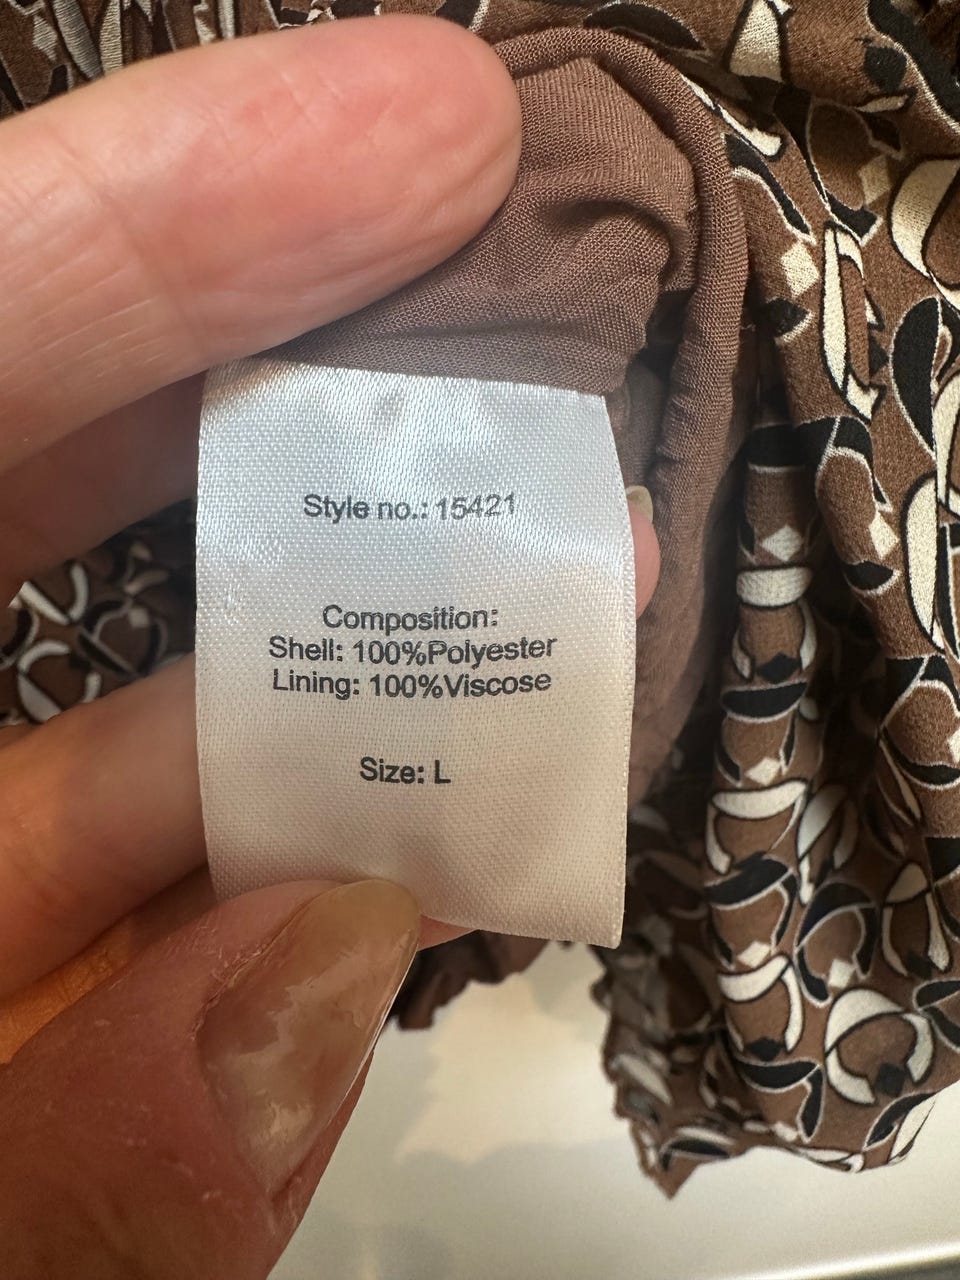 Style no.: 15421
Composition:
Shell: 100%Polyester
Lining: 100%Viscose
Size: L